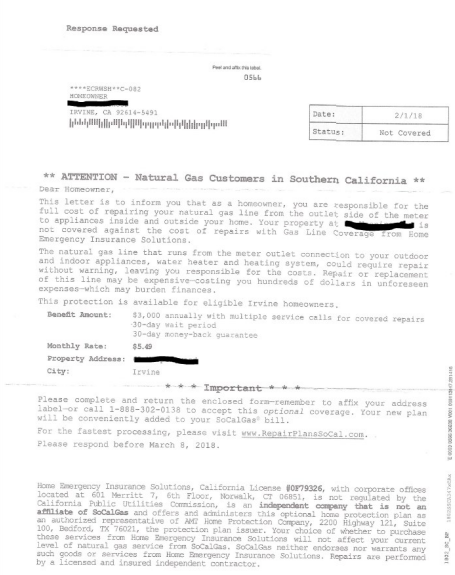 Response Requested
Peel and affix this label.
0366
****ECRWSH**C-082
HOMEOWNER
IRVINE, CA 92614-5491
Date: 2/1/18
Status: Not Covered
** ATTENTION – Natural Gas Customers in Southern California **
Dear Homeowner,
This letter is to inform you that as a homeowner, you are responsible for the
full cost of repairing your natural gas line from the outlet side of the meter
to appliances inside and outside your home. Your property at is
not covered against the cost of repairs with Gas Line Coverage from Home
Emergency Insurance Solutions.
The natural gas line that runs from the meter outlet connection to your outdoor
and indoor appliances, water heater and heating system, could require repair
without warning, leaving you responsible for the costs. Repair or replacement
of this line may be expensive—costing you hundreds of dollars in unforeseen
expenses—which may burden finances.
This protection is available for eligible Irvine homeowners.
Benefit Amount: $3,000 annually with multiple service calls for covered repairs
30-day wait period
30-day money-back guarantee
Monthly Rate: $5.49
Property Address:
City: Irvine
* * * Important * * *
Please complete and return the enclosed form—remember to affix your address
label—or call 1-888-302-0138 to accept this optional coverage. Your new plan
will be conveniently added to your SoCalGas® bill.
For the fastest processing, please visit www.RepairPlansSoCal.com.
Please respond before March 8, 2018.
Home Emergency Insurance Solutions, California License #0F79326, with corporate offices
located at 601 Merritt 7, 6th Floor, Norwalk, CT 06851, is not regulated by the
California Public Utilities Commission, is an independent company that is not an
affiliate of SoCalGas and offers and administers this optional home protection plan as
an authorized representative of AMT Home Protection Company, 2200 Highway 121, Suite
100, Bedford, TX 76021, the protection plan issuer. Your choice of whether to purchase
these services from Home Emergency Insurance Solutions will not affect your current
level of natural gas service from SoCalGas. SoCalGas neither endorses nor warrants any
such goods or services from Home Emergency Insurance Solutions. Repairs are performed
by a licensed and insured independent contractor.